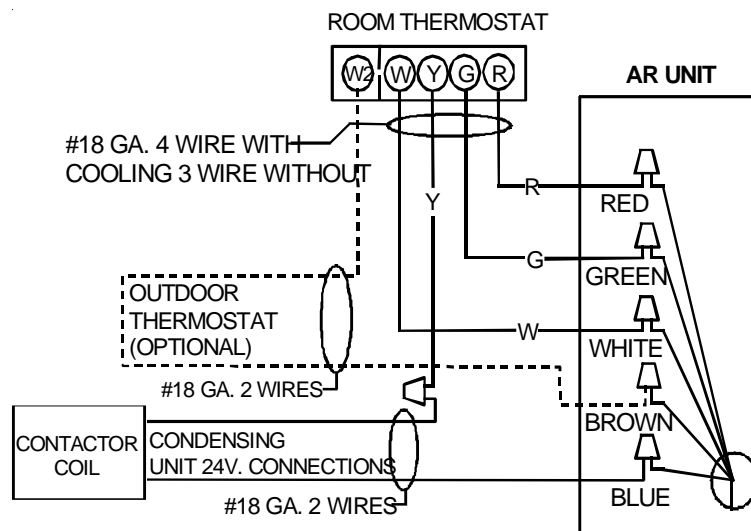 ROOM THERMOSTAT
W2 W Y G R
AR UNIT
#18 GA. 4 WIRE WITH
COOLING 3 WIRE WITHOUT
Y
R
RED
G
GREEN
OUTDOOR
THERMOSTAT
(OPTIONAL)
W
WHITE
#18 GA. 2 WIRES
BROWN
CONTACTOR
COIL
CONDENSING
UNIT 24V. CONNECTIONS
BLUE
#18 GA. 2 WIRES